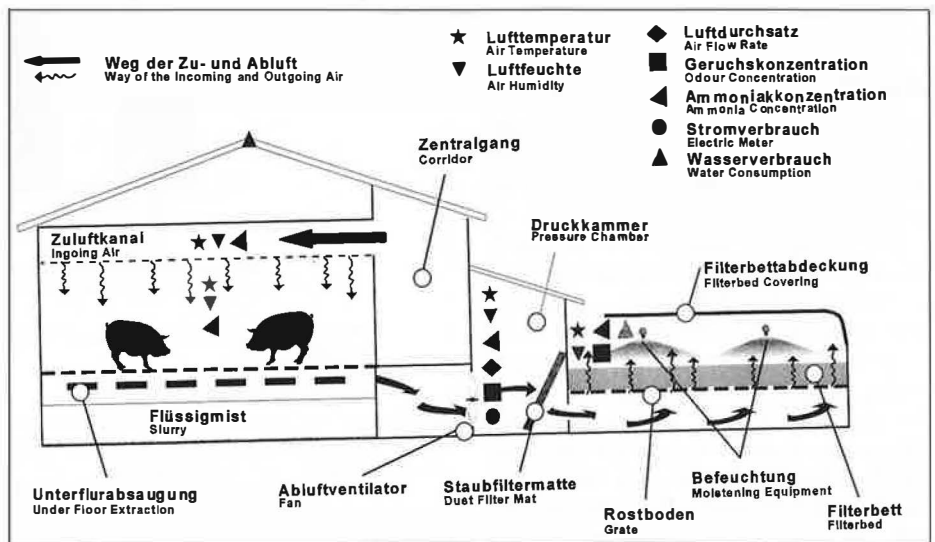 Weg der Zu- und Abluft
Way of the Incoming and Outgoing Air
Lufttemperatur
Air Temperature
Luftfeuchte
Air Humidity
Luftdurchsatz
Air Flow Rate
Geruchskonzentration
Odour Concentration
Ammoniakkonzentration
Ammonia Concentration
Stromverbrauch
Electric Meter
Wasserverbrauch
Water Consumption
Zentralgang
Corridor
Druckkammer
Pressure Chamber
Zuluftkanal
Ingoing Air
Filterbettabdeckung
Filterbed Covering
Flüssigmist
Slurry
Unterflurabsaugung
Under Floor Extraction
Abluftventilator
Fan
Staubfiltermatte
Dust Filter Mat
Rostboden
Grate
Befeuchtung
Moistening Equipment
Filterbett
Filterbed